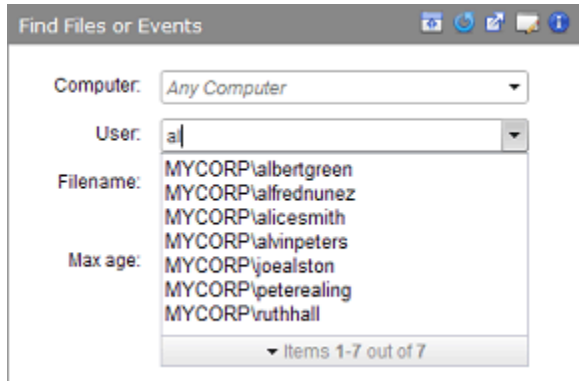 Find Files or Events
Computer: Any Computer
User: al
Filename:
MYCORP\albertgreen
MYCORP\alfrednunez
MYCORP\alicesmith
MYCORP\alvinpeters
MYCORP\joealston
MYCORP\peterealing
MYCORP\ruthhall
Max age:
Items 1-7 out of 7